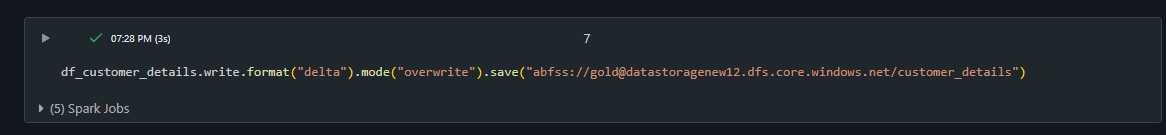 07:28 PM (3s)
7
df_customer_details.write.format("delta").mode("overwrite").save("abfss://gold@datastoragenew12.dfs.core.windows.net/customer_details")
(5) Spark Jobs